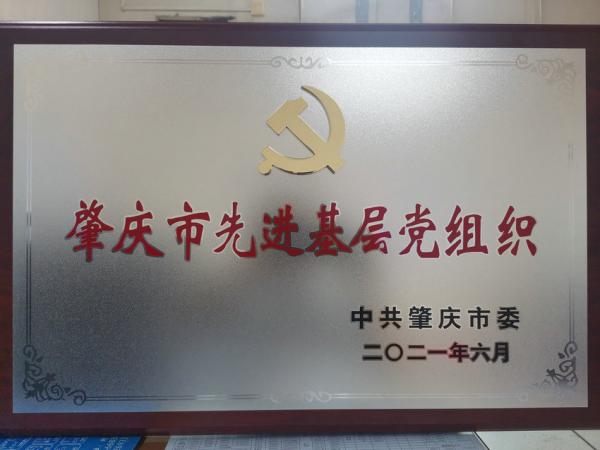 肇庆市先进基层党组织
中共肇庆市委
二〇二一年六月